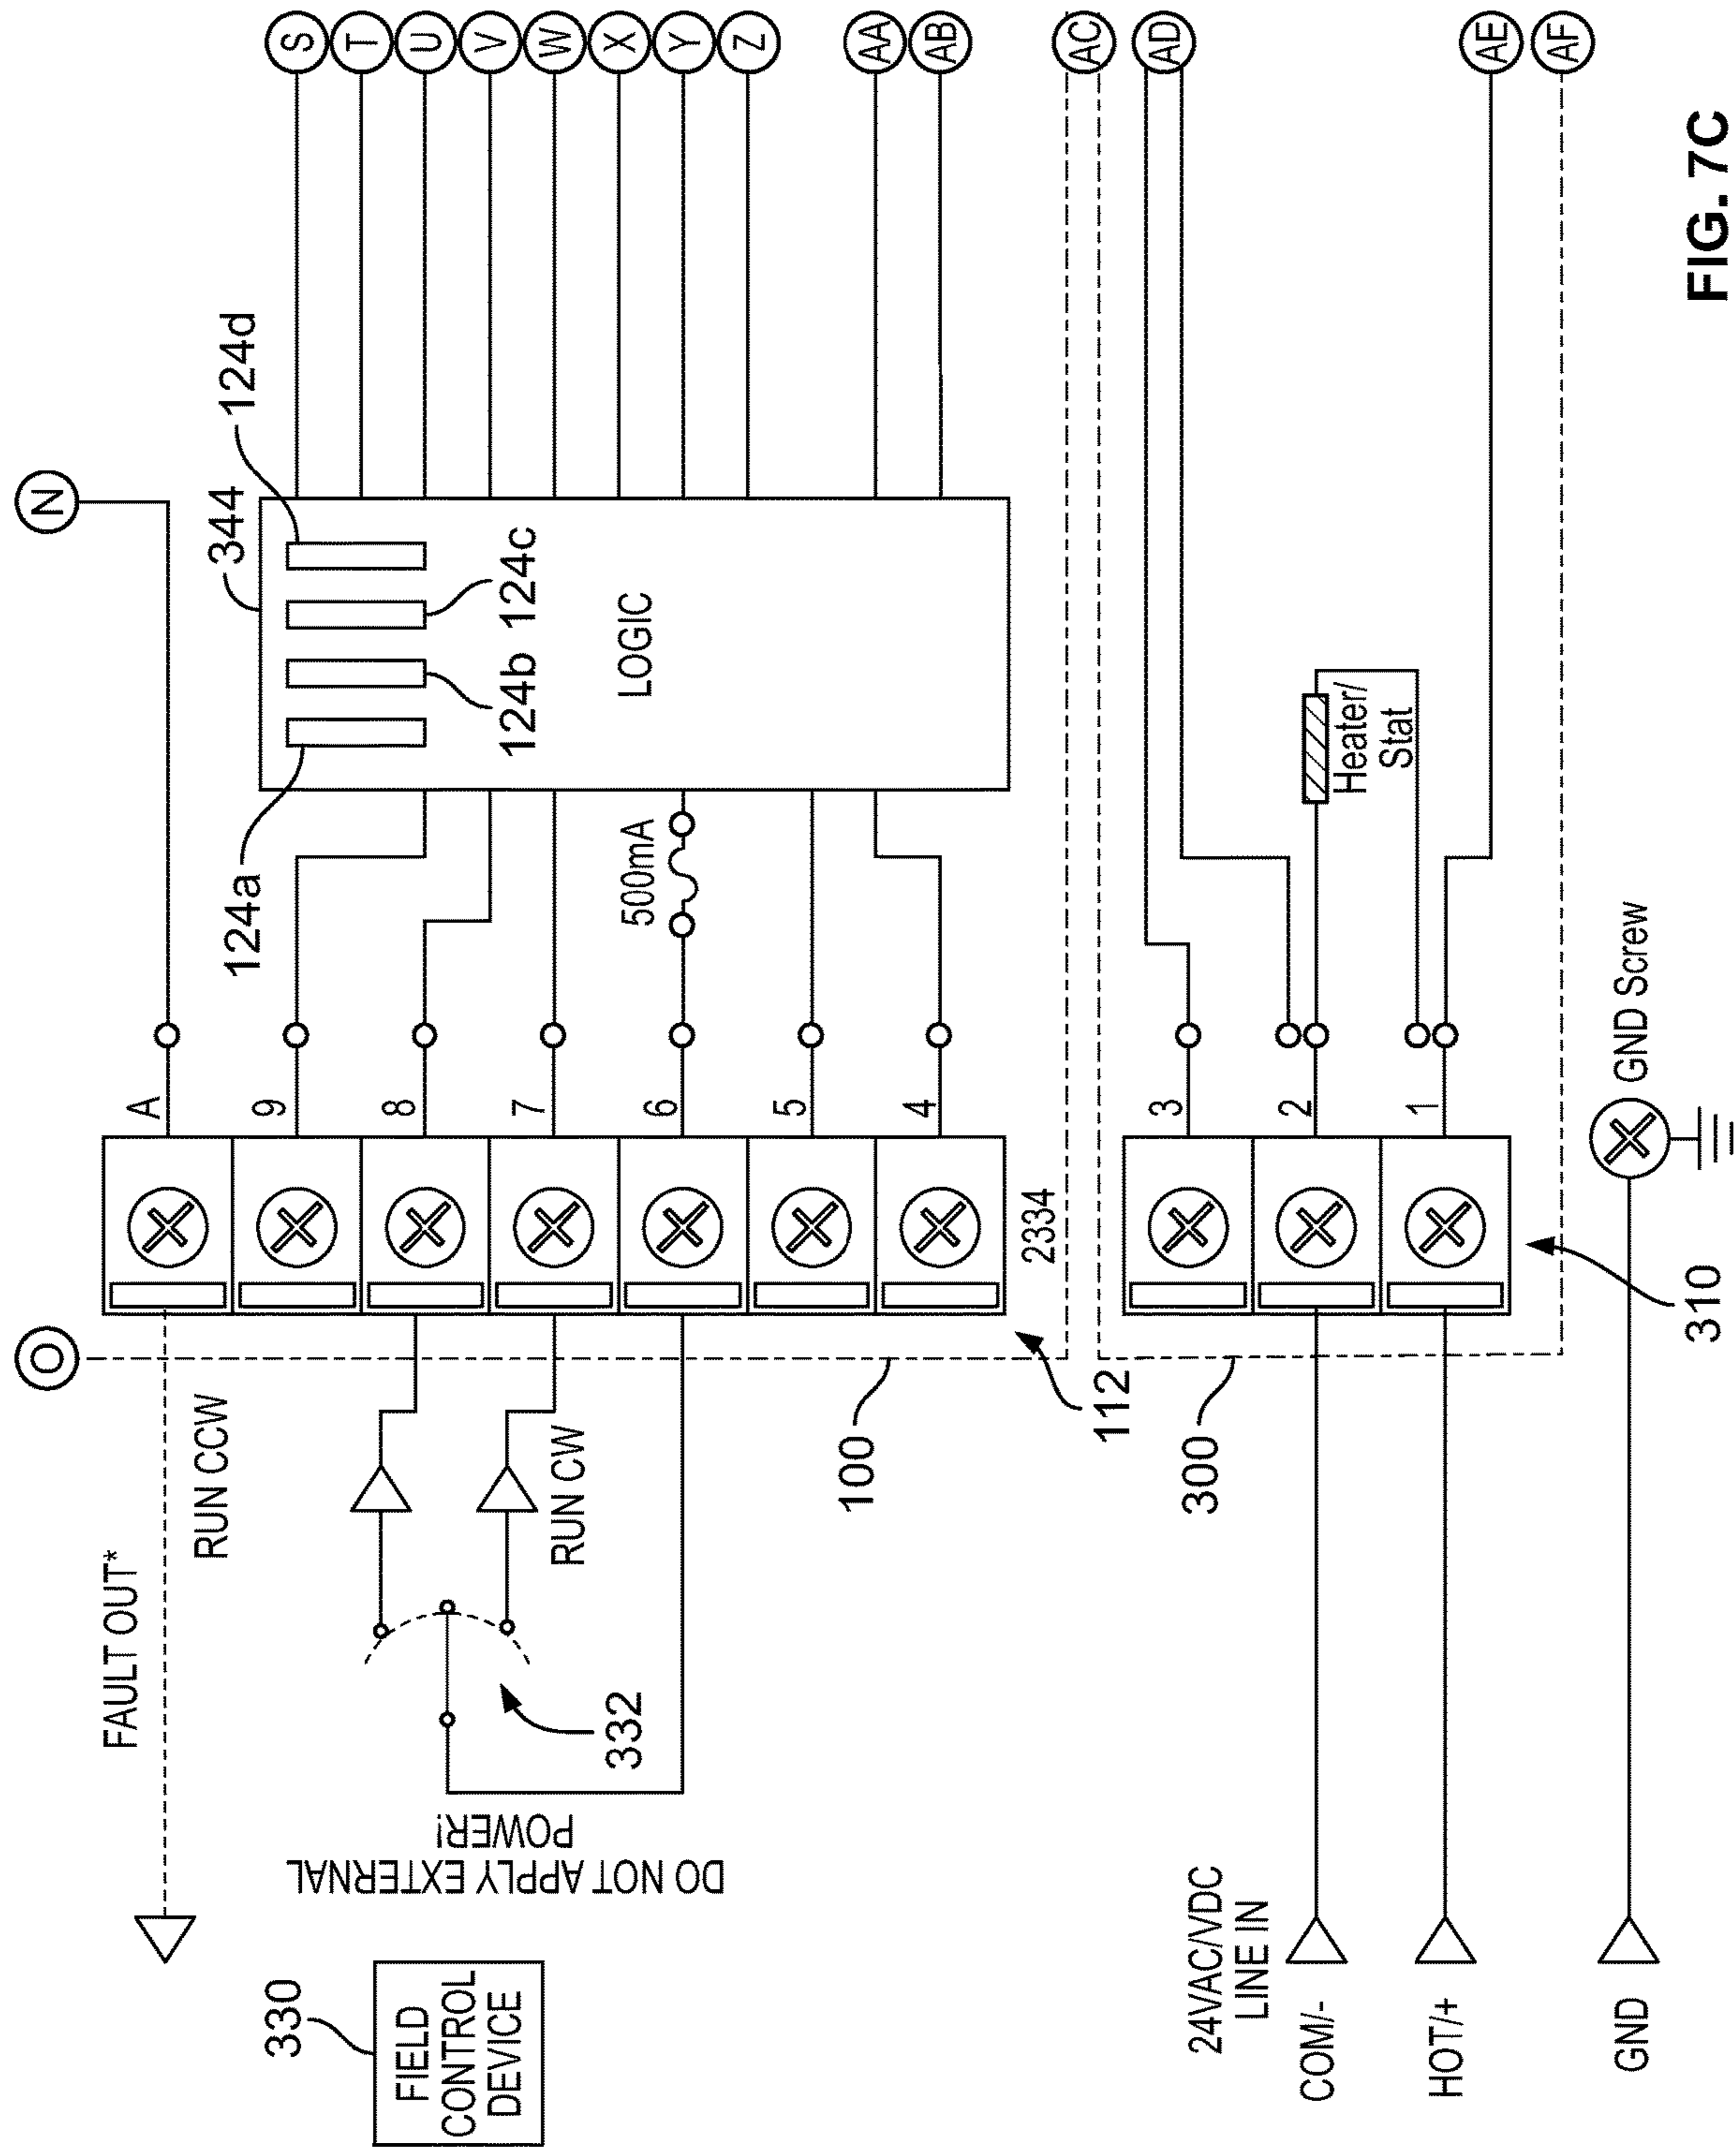 FIELD
CONTROL
DEVICE
330
FAULT OUT*
RUN CCW
RUN CW
332
DO NOT APPLY EXTERNAL
POWER!
24VAC/VDC
LINE IN
COM/-
HOT/+
GND
O
100
112
300
310
2334
A
9
8
7
6
5
4
3
2
1
GND Screw
500mA
Heater/
Stat
124a
124b
124c
124d
344
LOGIC
N
S
T
U
V
W
X
Y
Z
AA
AB
AC
AD
AE
AF
FIG. 7C